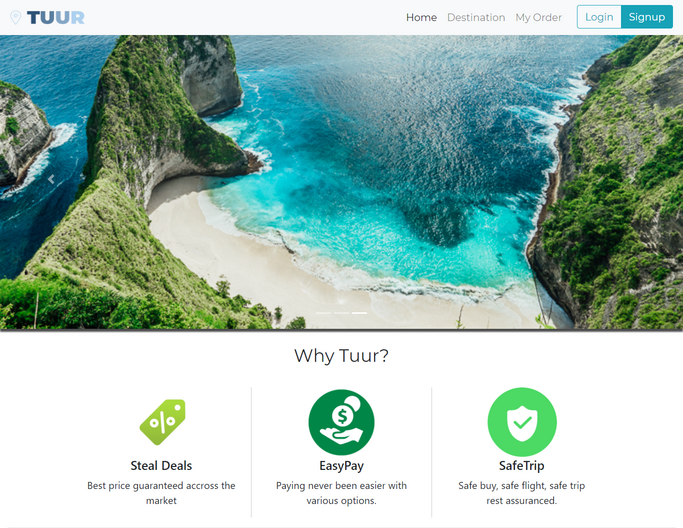 TUUR Home Destination My Order Login Signup
Why Tuur?
Steal Deals
Best price guaranteed accross the
market
EasyPay
Paying never been easier with
various options.
SafeTrip
Safe buy, safe flight, safe trip
rest assuranced.